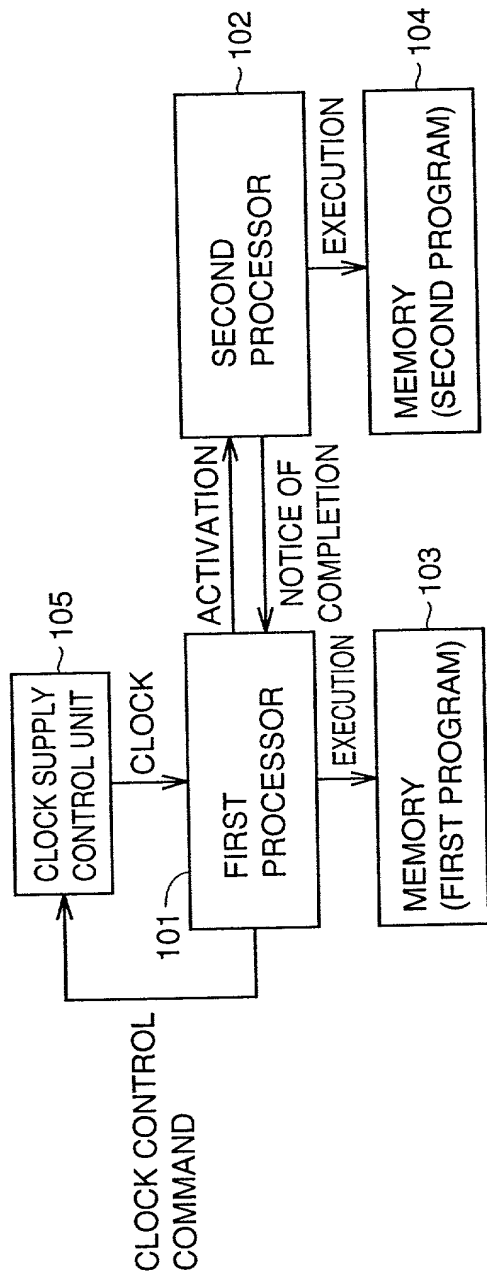 CLOCK CONTROL
COMMAND
105
CLOCK SUPPLY
CONTROL UNIT
CLOCK
101
FIRST
PROCESSOR
ACTIVATION
NOTICE OF
COMPLETION
102
SECOND
PROCESSOR
EXECUTION
EXECUTION
103
MEMORY
(FIRST PROGRAM)
104
MEMORY
(SECOND PROGRAM)